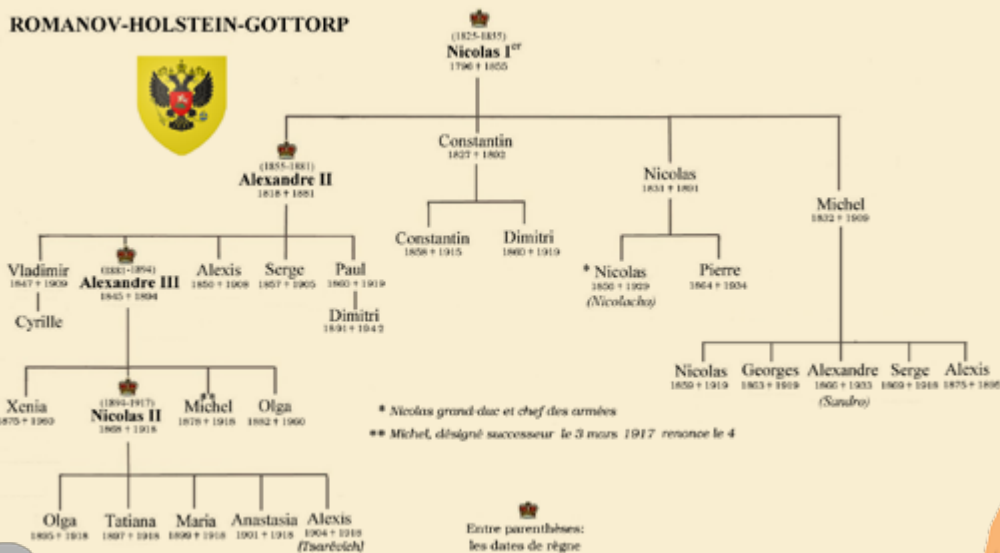 ROMANOV-HOLSTEIN-GOTTORP
(1825-1855)
Nicolas Ier
1796 † 1855
Constantin
1827 † 1892
(1855-1881)
Alexandre II
1818 † 1881
Nicolas
1831 † 1891
Michel
1832 † 1909
Constantin
1858 † 1915
Dimitri
1860 † 1919
Vladimir
1847 † 1909
(1881-1894)
Alexandre III
1845 † 1894
Alexis
1850 † 1908
Serge
1857 † 1905
Paul
1860 † 1919
* Nicolas
1856 † 1929
(Nicolacha)
Pierre
1864 † 1934
Cyrille
Dimitri
1891 † 1942
Nicolas
1859 † 1919
Georges
1863 † 1919
Alexandre
1866 † 1933
(Sandro)
Serge
1869 † 1918
Alexis
1875 † 1895
Xenia
1875 † 1960
(1894-1917)
Nicolas II
1868 † 1918
**
Michel
1878 † 1918
Olga
1882 † 1960
* Nicolas grand-duc et chef des armées
** Michel, désigné successeur le 3 mars 1917 renonce le 4
Olga
1895 † 1918
Tatiana
1897 † 1918
Maria
1899 † 1918
Anastasia
1901 † 1918
Alexis
1904 † 1918
[Tsarévich]
Entre parenthèses:
les dates de règne